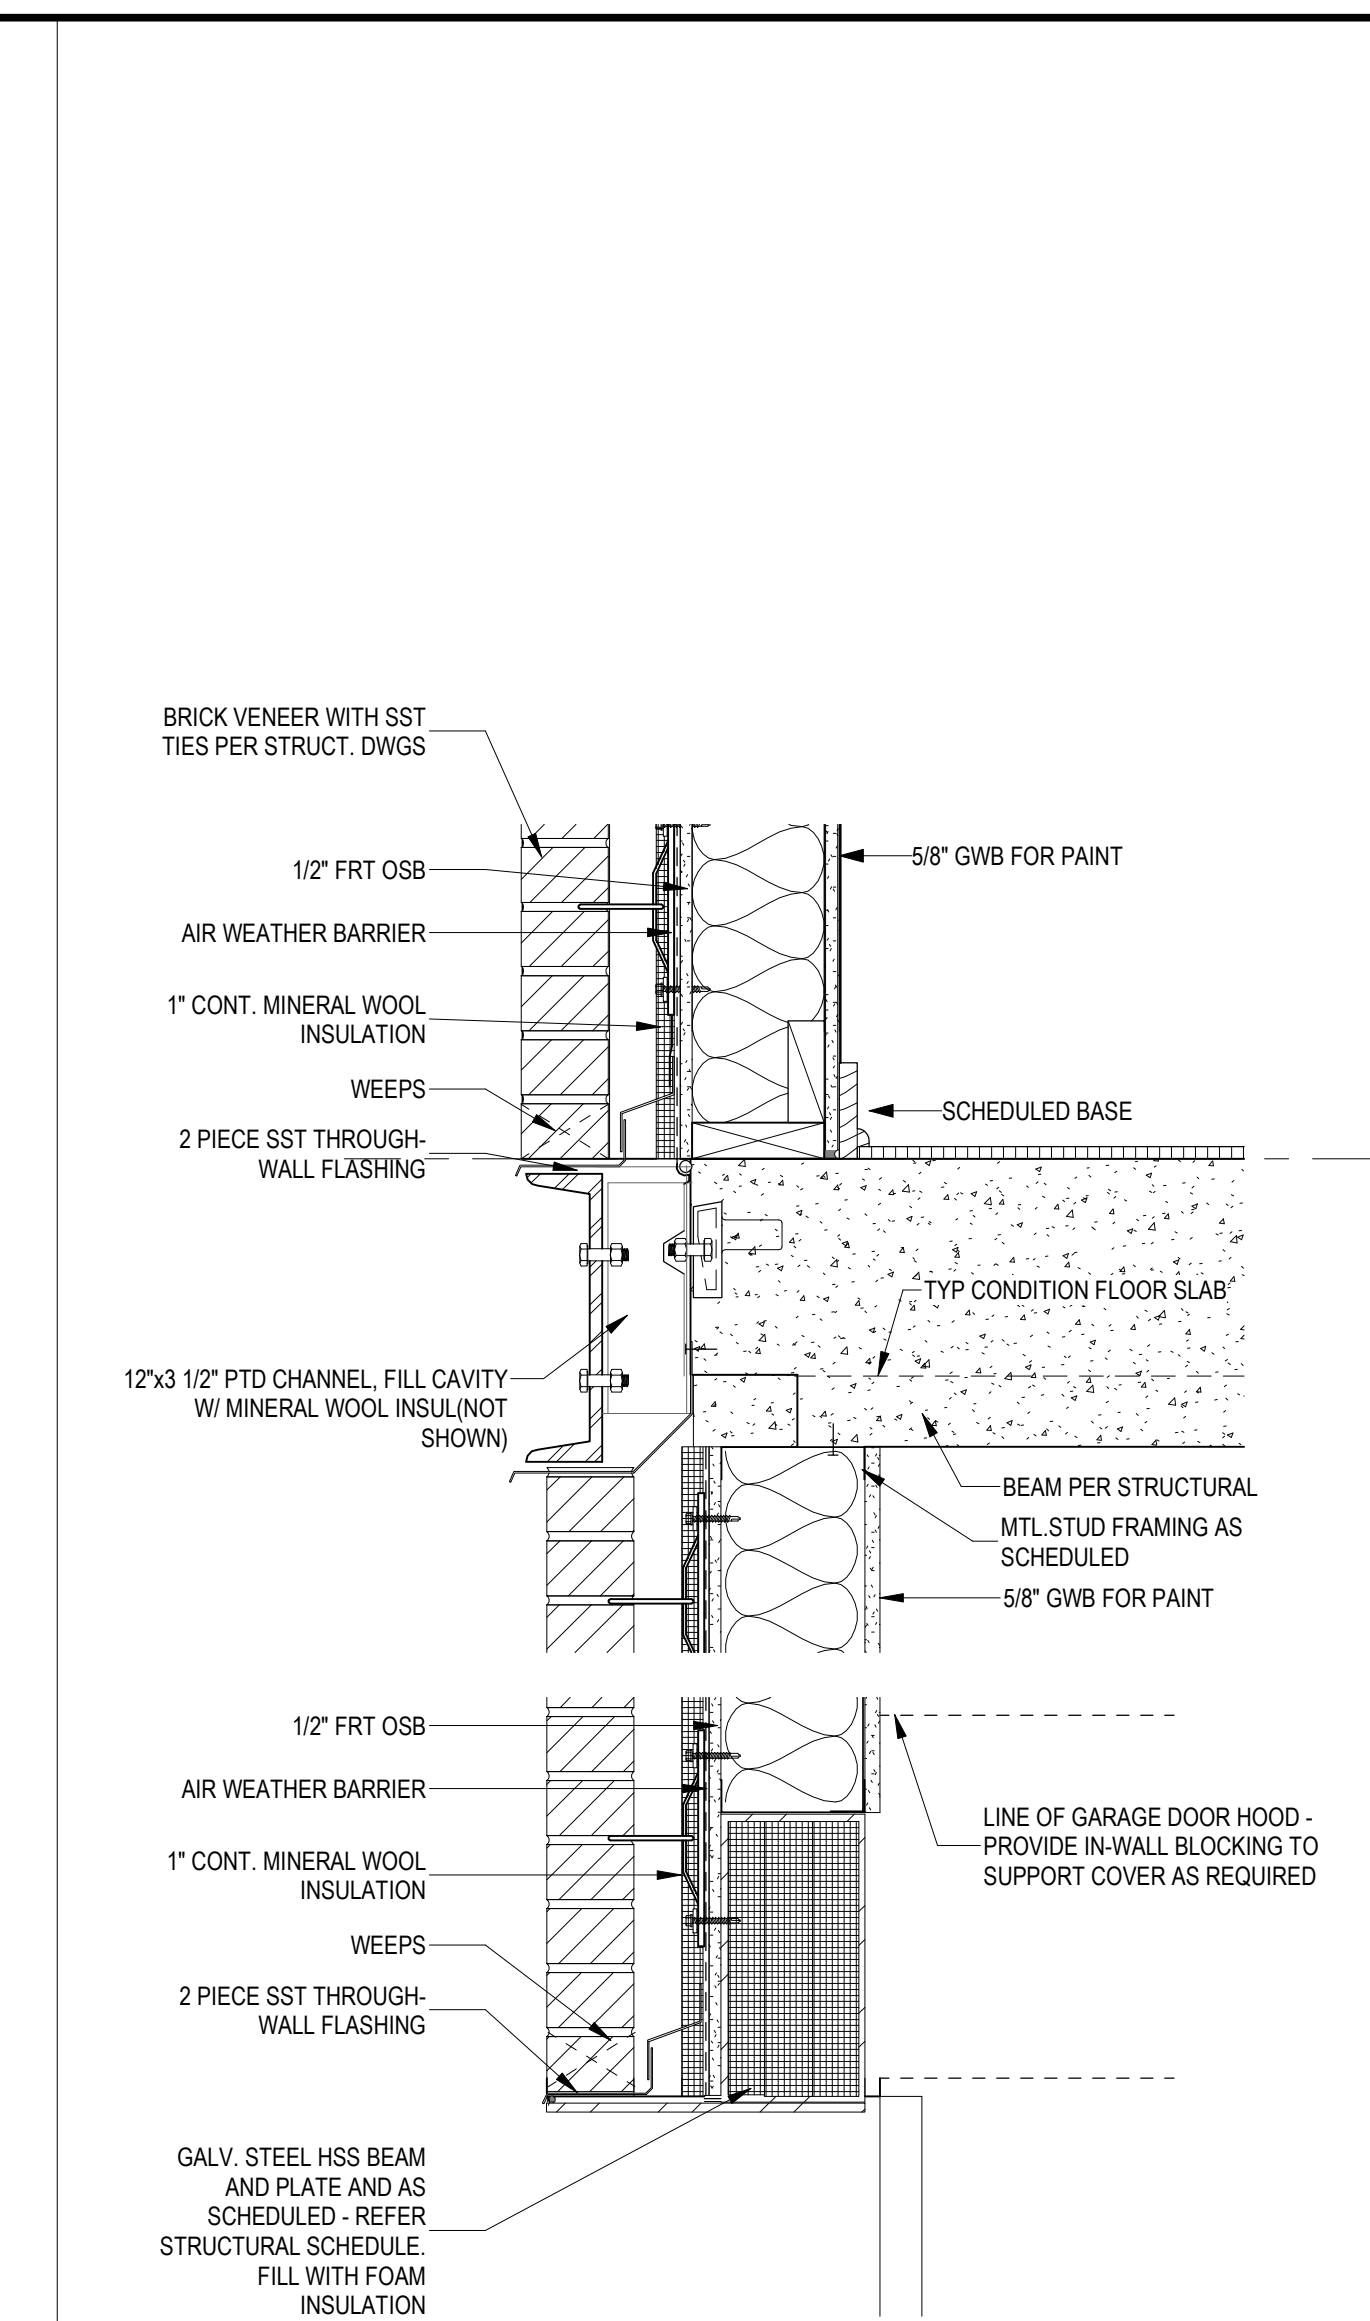 BRICK VENEER WITH SST
TIES PER STRUCT. DWGS
1/2" FRT OSB
5/8" GWB FOR PAINT
AIR WEATHER BARRIER
1" CONT. MINERAL WOOL
INSULATION
WEEPS
SCHEDULED BASE
2 PIECE SST THROUGH-
WALL FLASHING
TYP CONDITION FLOOR SLAB
12"x3 1/2" PTD CHANNEL, FILL CAVITY
W/ MINERAL WOOL INSUL(NOT
SHOWN)
BEAM PER STRUCTURAL
MTL.STUD FRAMING AS
SCHEDULED
5/8" GWB FOR PAINT
1/2" FRT OSB
AIR WEATHER BARRIER
LINE OF GARAGE DOOR HOOD -
PROVIDE IN-WALL BLOCKING TO
SUPPORT COVER AS REQUIRED
1" CONT. MINERAL WOOL
INSULATION
WEEPS
2 PIECE SST THROUGH-
WALL FLASHING
GALV. STEEL HSS BEAM
AND PLATE AND AS
SCHEDULED - REFER
STRUCTURAL SCHEDULE.
FILL WITH FOAM
INSULATION